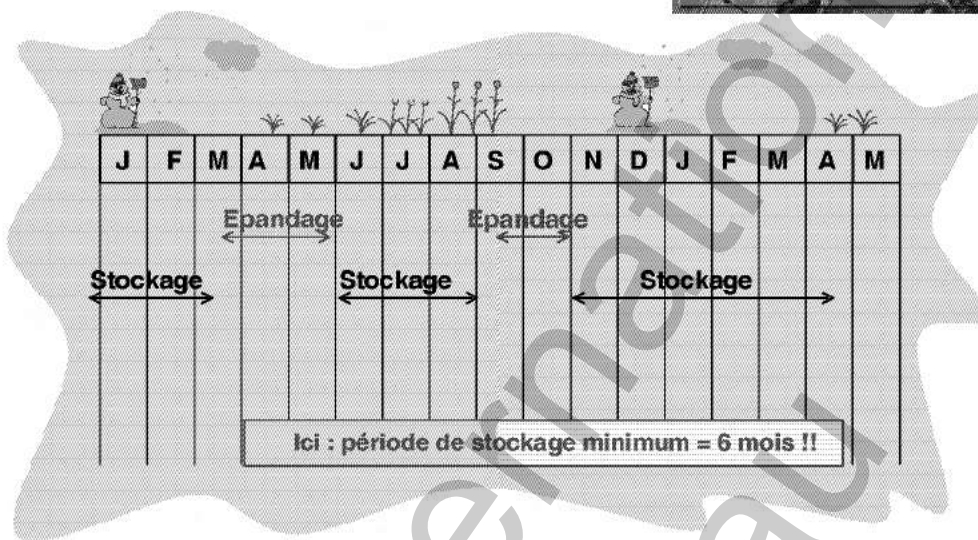 J F M A M J J A S O N D J F M A M
Epandage Epandage
Stockage Stockage Stockage
Ici : période de stockage minimum = 6 mois !!